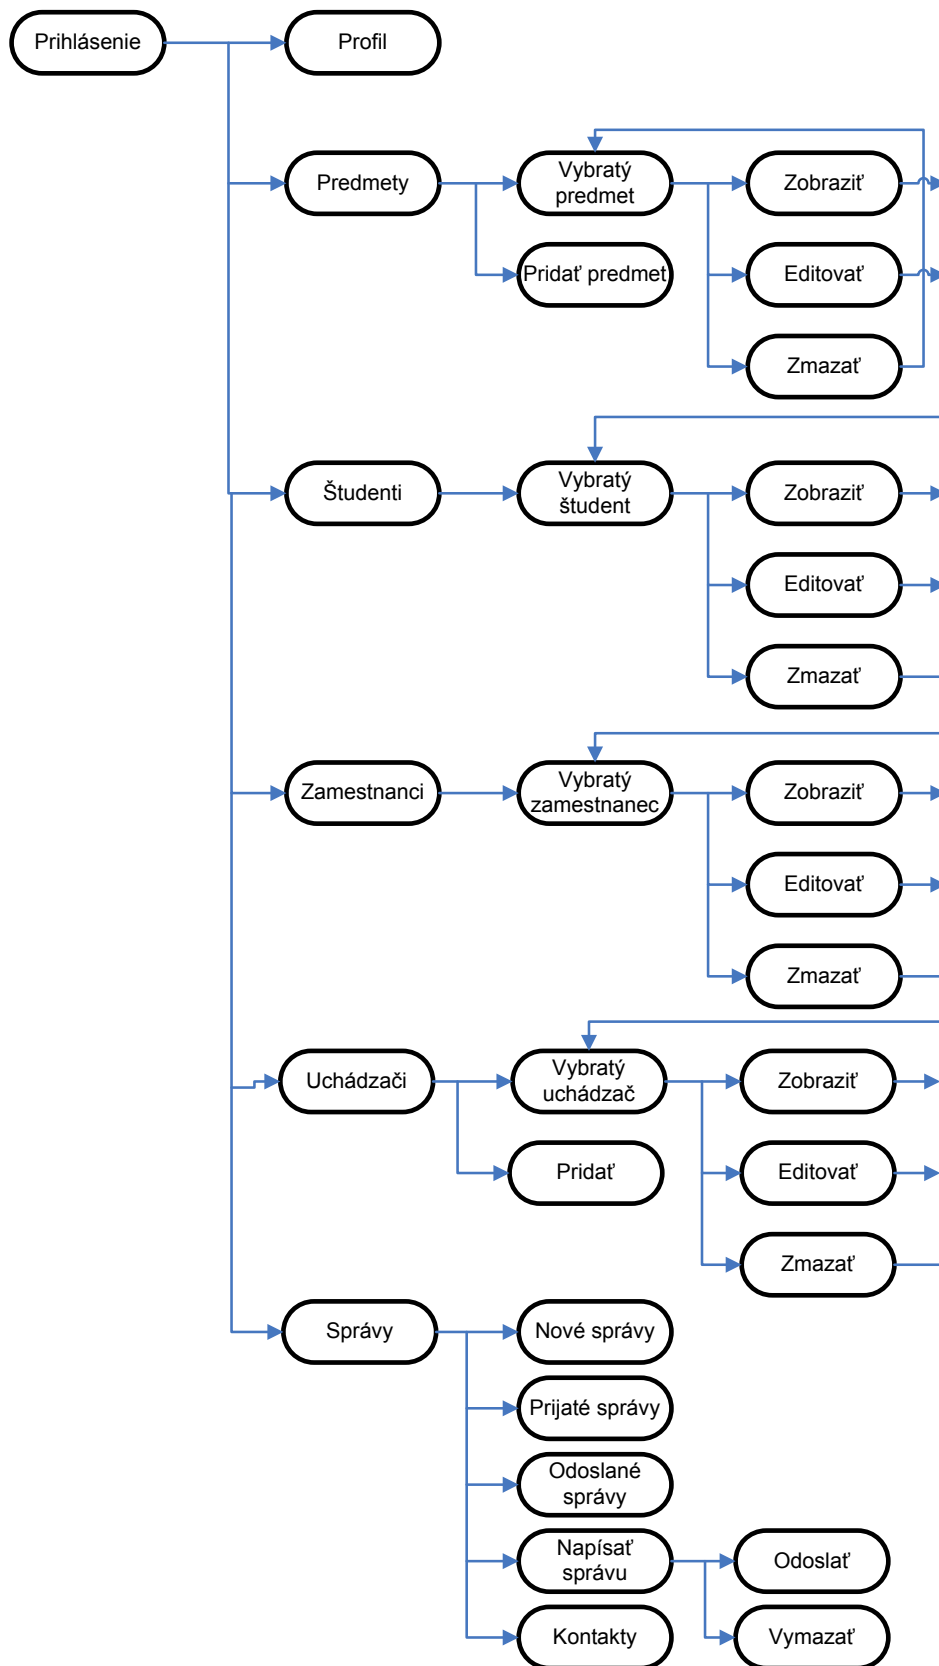 Prihlásenie
Profil
Predmety
Vybratý
predmet
Zobraziť
Pridať predmet
Editovať
Zmazať
Študenti
Vybratý
študent
Zobraziť
Editovať
Zmazať
Zamestnanci
Vybratý
zamestnanec
Zobraziť
Editovať
Zmazať
Uchádzači
Vybratý
uchádzač
Zobraziť
Pridať
Editovať
Zmazať
Správy
Nové správy
Prijaté správy
Odoslané
správy
Napísať
správu
Odoslať
Kontakty
Vymazať